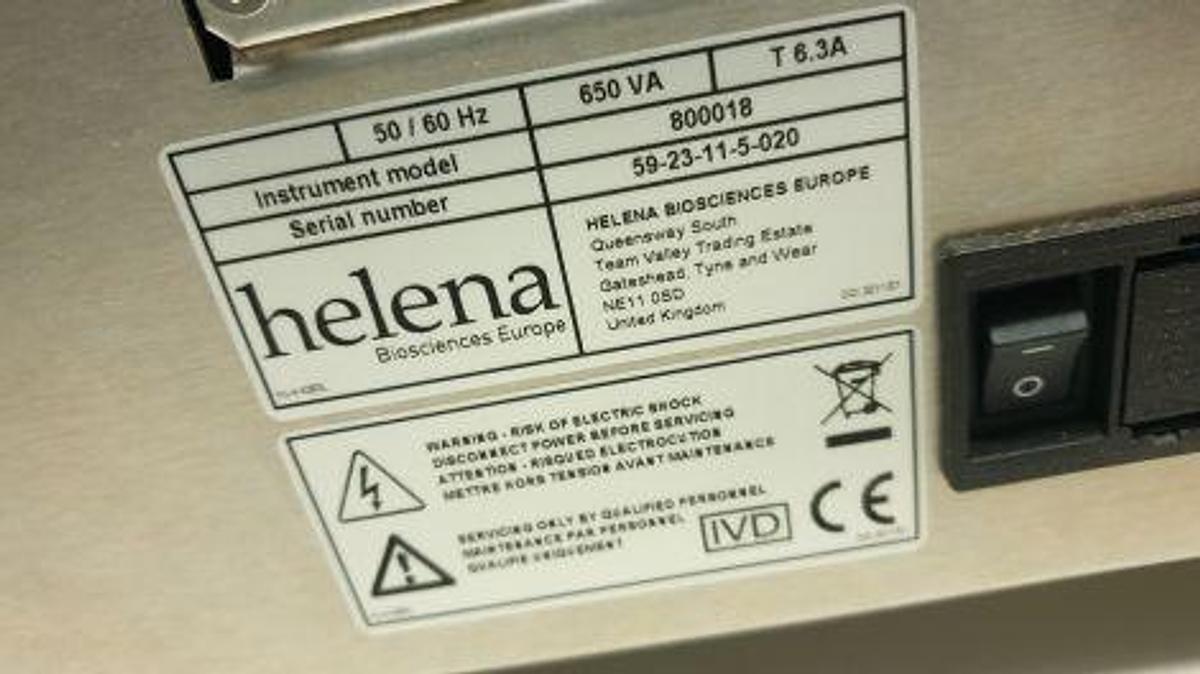 50 / 60 Hz 650 VA T 6.3A
Instrument model 800018
Serial number 59-23-11-5-020
helena
Biosciences Europe
HELENA BIOSCIENCES EUROPE
Queensway South
Team Valley Trading Estate
Gateshead, Tyne and Wear
NE11 0SD
United Kingdom
WARNING - RISK OF ELECTRIC SHOCK
DISCONNECT POWER BEFORE SERVICING
ATTENTION - RISQUE D ELECTROCUTION
METTRE HORS TENSION AVANT MAINTENANCE
SERVICING ONLY BY QUALIFIED PERSONNEL
MAINTENANCE PAR PERSONNEL
QUALIFIE UNIQUEMENT
IVD
CE